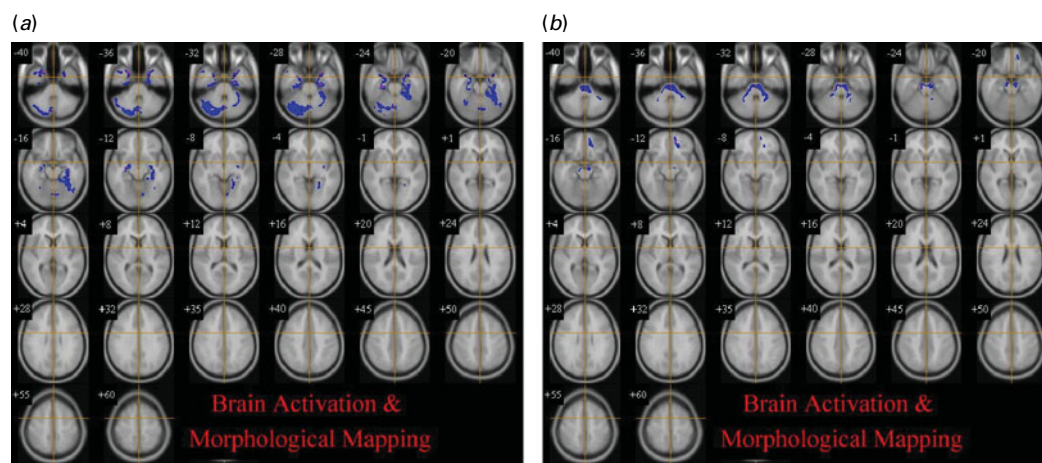 (a)
-40 -36 -32 -28 -24 -20
-16 -12 -8 -4 -1 +1
+4 +8 +12 +16 +20 +24
+28 +32 +35 +40 +45 +50
+55 +60
Brain Activation &
Morphological Mapping
(b)
-40 -36 -32 -28 -24 -20
-16 -12 -8 -4 -1 +1
+4 +8 +12 +16 +20 +24
+28 +32 +35 +40 +45 +50
+55 +60
Brain Activation &
Morphological Mapping